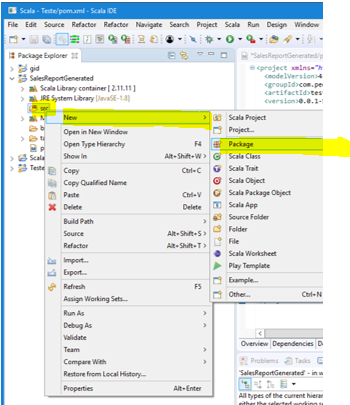 Scala - Teste/pom.xml - Scala IDE
File Edit Source Refactor Refactor Navigate Search Project Scala Run Design Window
Package Explorer
gid
SalesReportGenerated
Scala Library container [ 2.11.11 ]
JRE System Library [JavaSE-1.8]
src
Scala
Teste
*SalesReportGenerated/p
<project xmlns="h
<modelVersion>4
<groupId>com.pe
<artifactId>tes
<version>0.0.1-S
New
Open in New Window
Open Type Hierarchy F4
Show In Alt+Shift+W >
Copy Ctrl+C
Copy Qualified Name
Paste Ctrl+V
Delete Delete
Build Path
Source Alt+Shift+S >
Refactor Alt+Shift+T >
Import...
Export...
Refresh F5
Assign Working Sets...
Run As
Debug As
Validate
Team
Compare With
Restore from Local History...
Properties Alt+Enter
Scala Project
Project...
Package
Scala Class
Scala Trait
Scala Object
Scala Package Object
Scala App
Source Folder
Folder
File
Scala Worksheet
Play Template
Example...
Other... Ctrl+N
Overview Dependencies D
Problems Tasks
'SalesReportGenerated' - in w
All types of the current hierar
either the selected working s